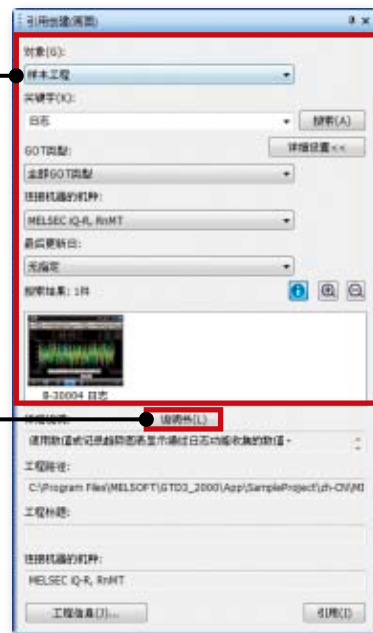 引用创建(画面)
对象(G):
样本工程
关键字(K):
日志
搜索(A)
GOT类型:
详细设置<<
全部GOT类型
连接机器的机种:
MELSEC iQ-R, RnMT
最后更新日:
无指定
搜索结果: 1件
B-30004 日志
详细说明:
说明书(L)
使用数值或记录趋势图表显示通过日志功能收集的数值。
工程路径:
C:\Program Files\MELSOFT\GTD3_2000\App\SampleProject\zh-CN\MI
工程标题:
连接机器的机种:
MELSEC iQ-R, RnMT
工程信息(J)...
引用(I)